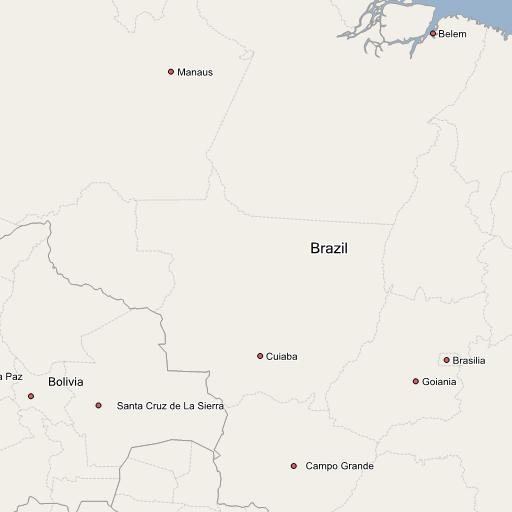 Belem
Manaus
Brazil
Cuiaba
Brasilia
a Paz
Bolivia
Goiania
Santa Cruz de La Sierra
Campo Grande